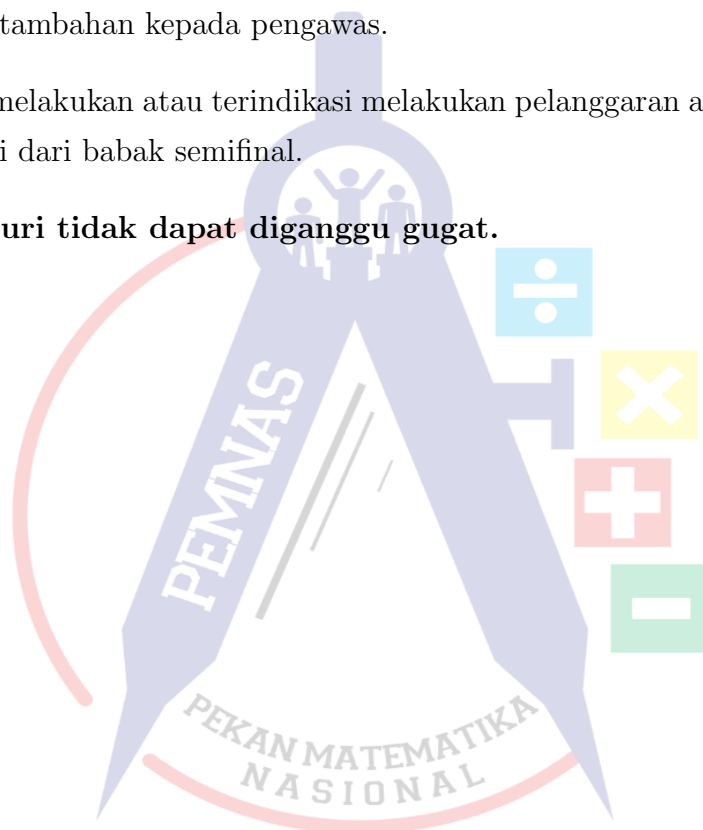 tambahan kepada pengawas.
melakukan atau terindikasi melakukan pelanggaran a
i dari babak semifinal.
uri tidak dapat diganggu gugat.
PEMNAS
PEKAN MATEMATIKA
NASIONAL